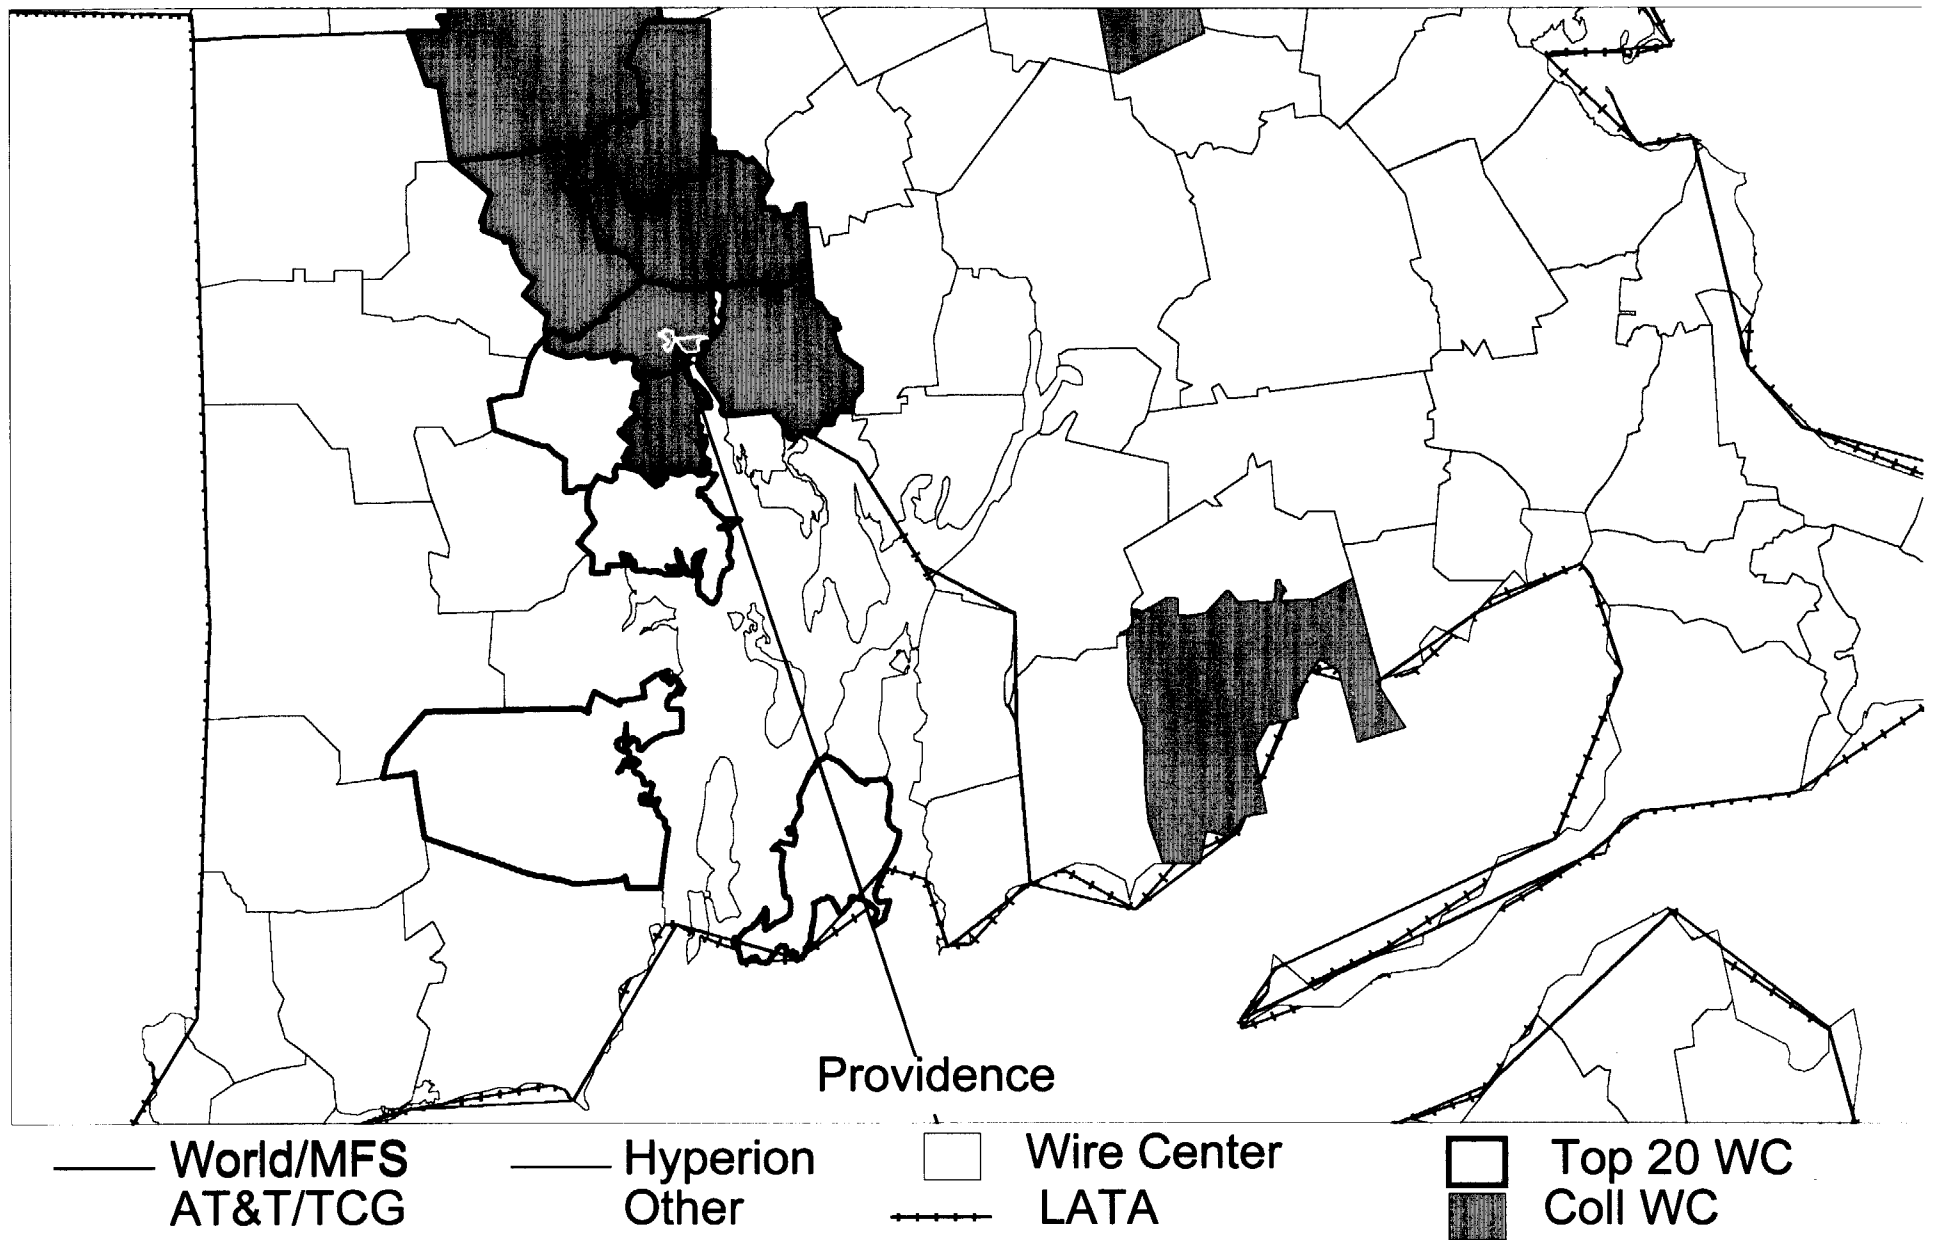 Providence
World/MFS Hyperion Wire Center Top 20 WC
AT&T/TCG Other LATA Coll WC